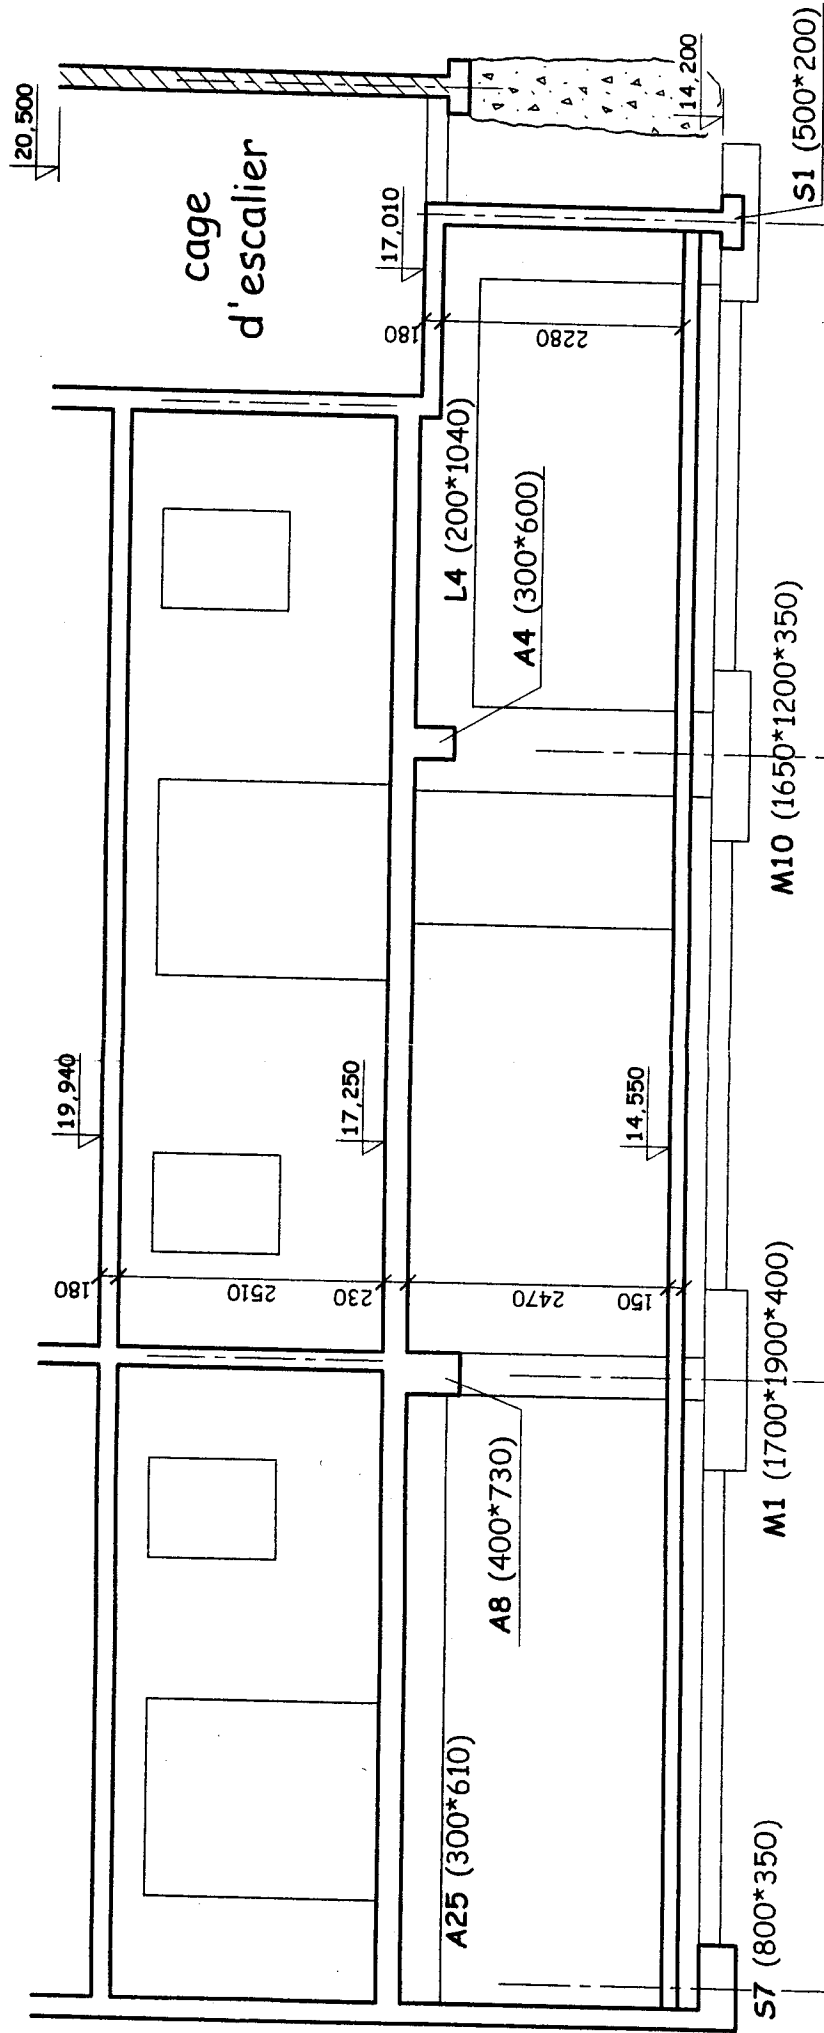 20,500
cage
d'escalier
17,010
14,200
S1 (500*200)
180
2280
L4 (200*1040)
A4 (300*600)
M10 (1650*1200*350)
19,940
17,250
14,550
180
2510
230
2470
150
M1 (1700*1900*400)
A8 (400*730)
A25 (300*610)
S7 (800*350)